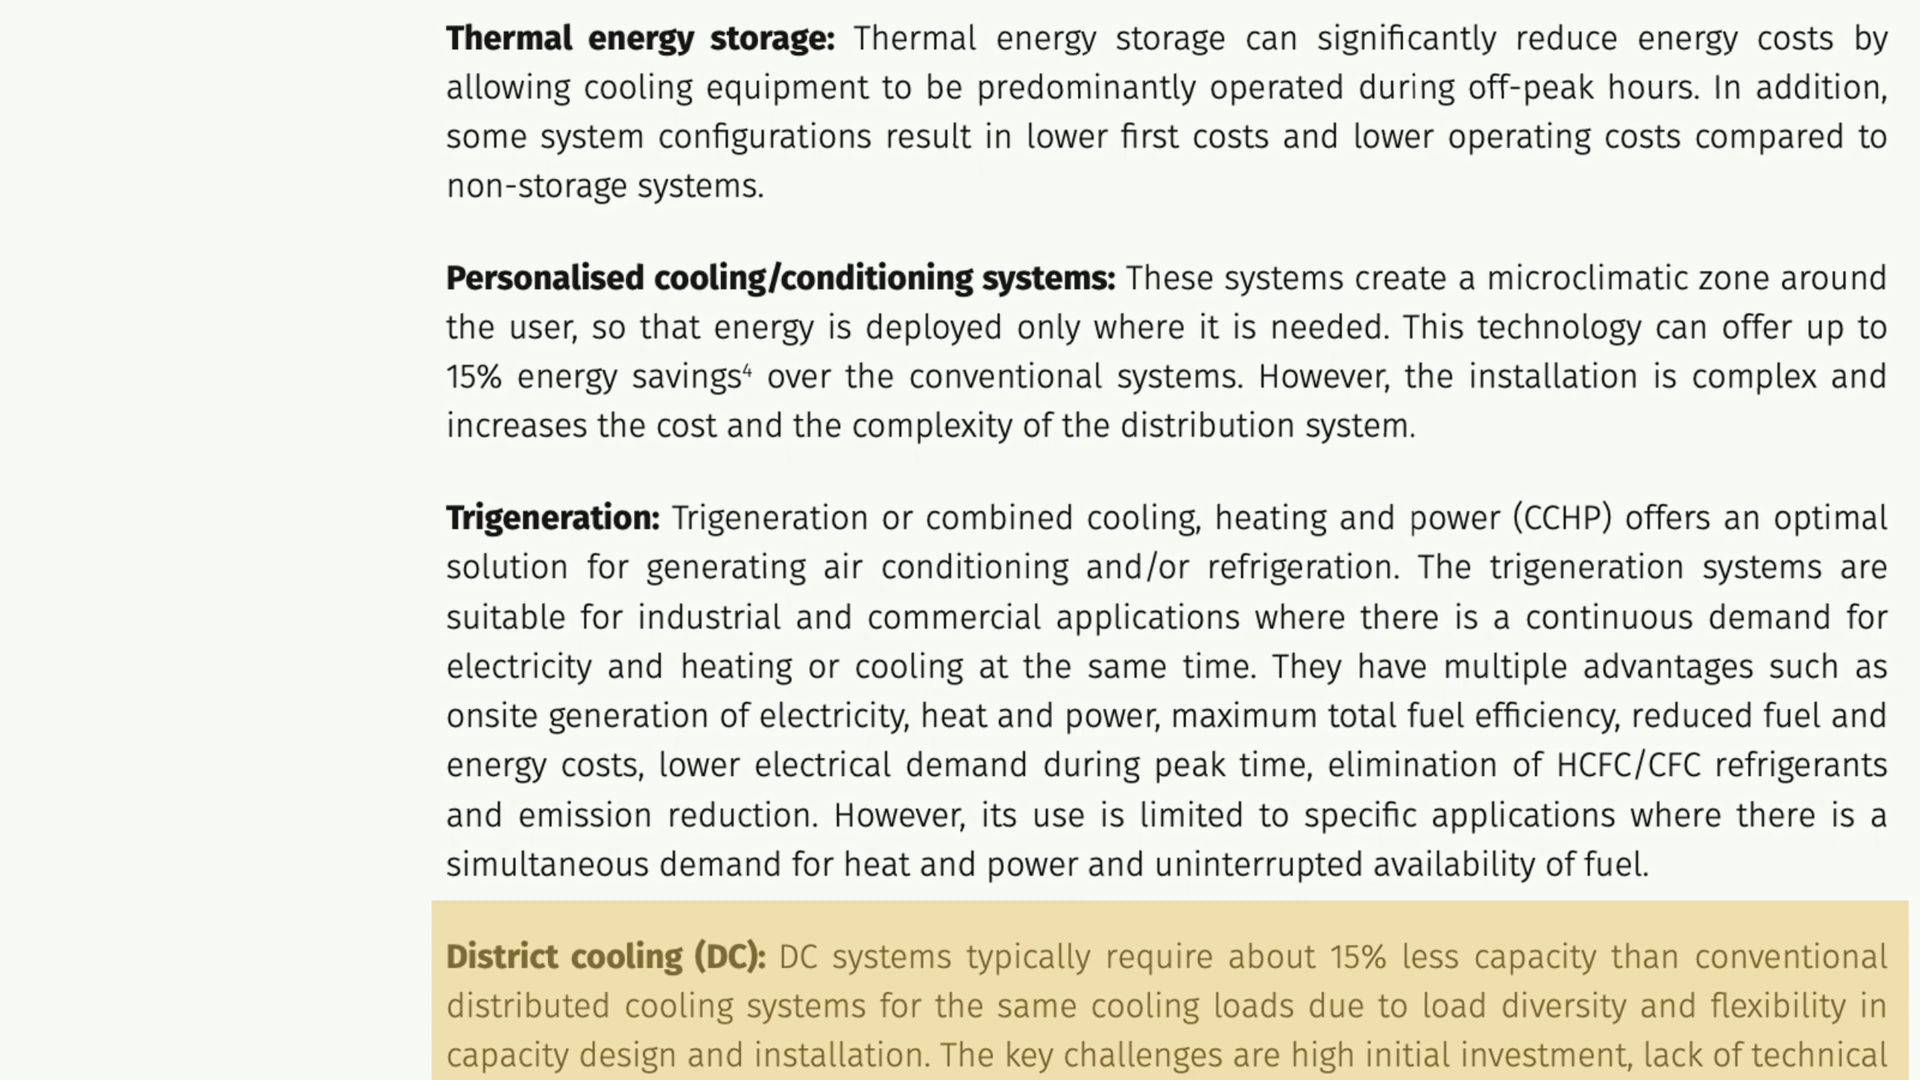 Thermal energy storage: Thermal energy storage can significantly reduce energy costs by
allowing cooling equipment to be predominantly operated during off-peak hours. In addition,
some system configurations result in lower first costs and lower operating costs compared to
non-storage systems.
Personalised cooling/conditioning systems: These systems create a microclimatic zone around
the user, so that energy is deployed only where it is needed. This technology can offer up to
15% energy savings⁴ over the conventional systems. However, the installation is complex and
increases the cost and the complexity of the distribution system.
Trigeneration: Trigeneration or combined cooling, heating and power (CCHP) offers an optimal
solution for generating air conditioning and/or refrigeration. The trigeneration systems are
suitable for industrial and commercial applications where there is a continuous demand for
electricity and heating or cooling at the same time. They have multiple advantages such as
onsite generation of electricity, heat and power, maximum total fuel efficiency, reduced fuel and
energy costs, lower electrical demand during peak time, elimination of HCFC/CFC refrigerants
and emission reduction. However, its use is limited to specific applications where there is a
simultaneous demand for heat and power and uninterrupted availability of fuel.
District cooling (DC): DC systems typically require about 15% less capacity than conventional
distributed cooling systems for the same cooling loads due to load diversity and flexibility in
capacity design and installation. The key challenges are high initial investment, lack of technical